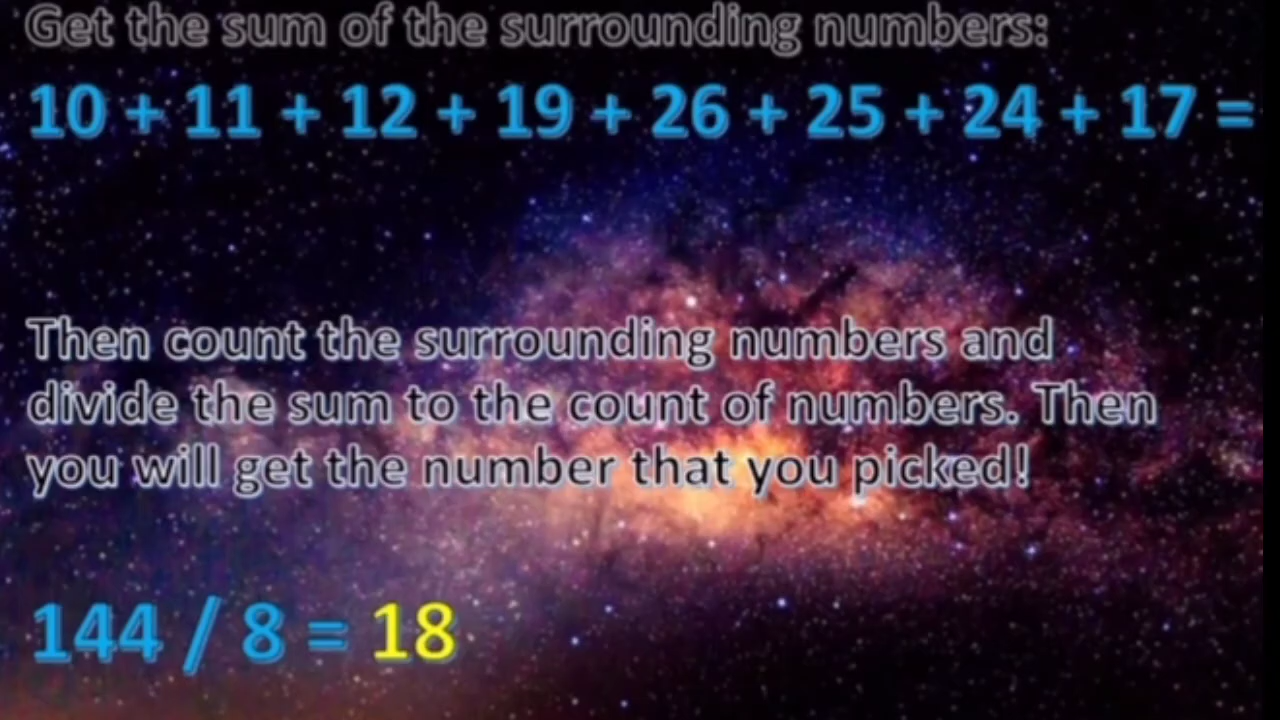 Get the sum of the surrounding numbers:
10 + 11 + 12 + 19 + 26 + 25 + 24 + 17 =
Then count the surrounding numbers and
divide the sum to the count of numbers. Then
you will get the number that you picked!
144 / 8 = 18